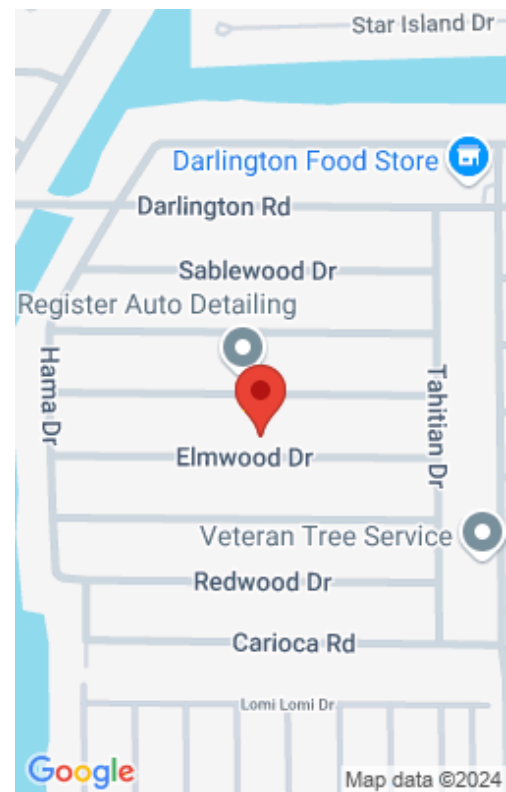 Star Island Dr
Darlington Food Store
Darlington Rd
Sablewood Dr
Register Auto Detailing
Hama Dr
Tahitian Dr
Elmwood Dr
Veteran Tree Service
Redwood Dr
Carioca Rd
Lomi Lomi Dr
Google
Map data ©2024